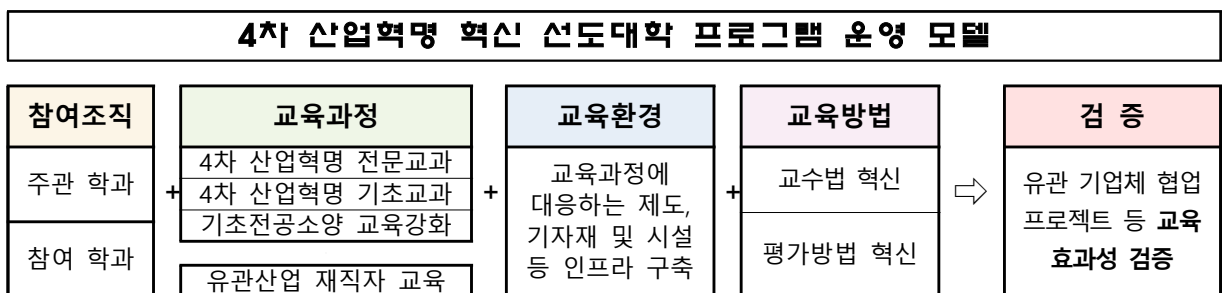 4차 산업혁명 혁신 선도대학 프로그램 운영 모델
참여조직
주관 학과
참여 학과
+
교육과정
4차 산업혁명 전문교과
4차 산업혁명 기초교과
기초전공소양 교육강화
유관산업 재직자 교육
+
교육환경
교육과정에
대응하는 제도,
기자재 및 시설
등 인프라 구축
+
교육방법
교수법 혁신
평가방법 혁신
⇨
검 증
유관 기업체 협업
프로젝트 등 교육
효과성 검증